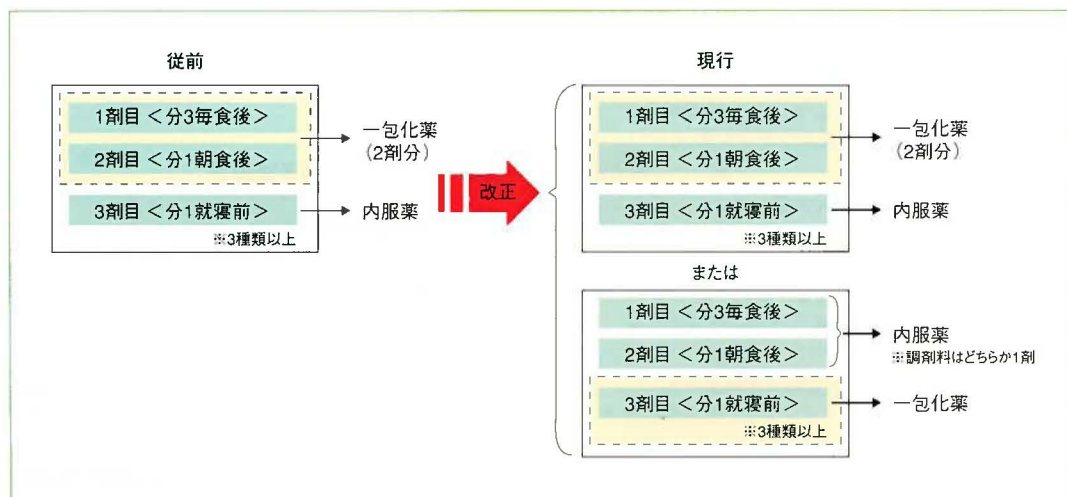 従前
1剤目 <分3毎食後>
2剤目 <分1朝食後>
一包化薬
(2剤分)
3剤目 <分1就寝前>
内服薬
※3種類以上
改正
現行
1剤目 <分3毎食後>
2剤目 <分1朝食後>
一包化薬
(2剤分)
3剤目 <分1就寝前>
内服薬
※3種類以上
または
1剤目 <分3毎食後>
2剤目 <分1朝食後>
内服薬
※調剤料はどちらか1剤
3剤目 <分1就寝前>
一包化薬
※3種類以上